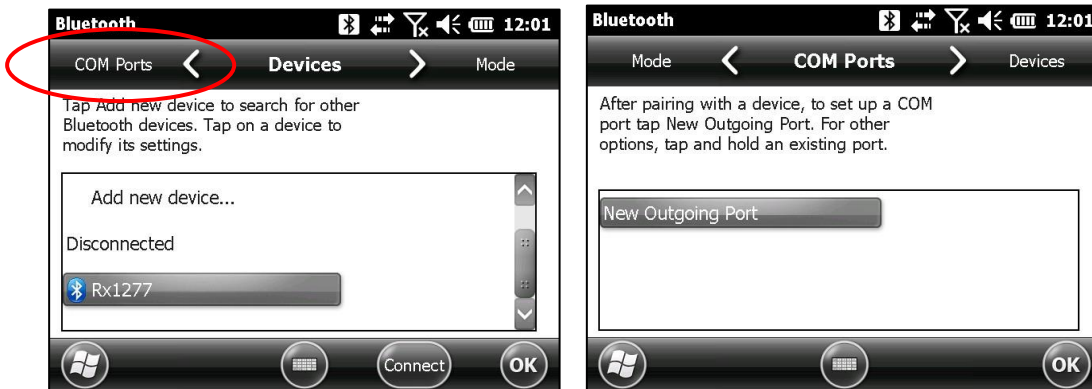 Bluetooth 12:01
COM Ports Devices Mode
Tap Add new device to search for other
Bluetooth devices. Tap on a device to
modify its settings.
Add new device...
Disconnected
Rx1277
Connect OK
Bluetooth 12:01
Mode COM Ports Devices
After pairing with a device, to set up a COM
port tap New Outgoing Port. For other
options, tap and hold an existing port.
New Outgoing Port
OK